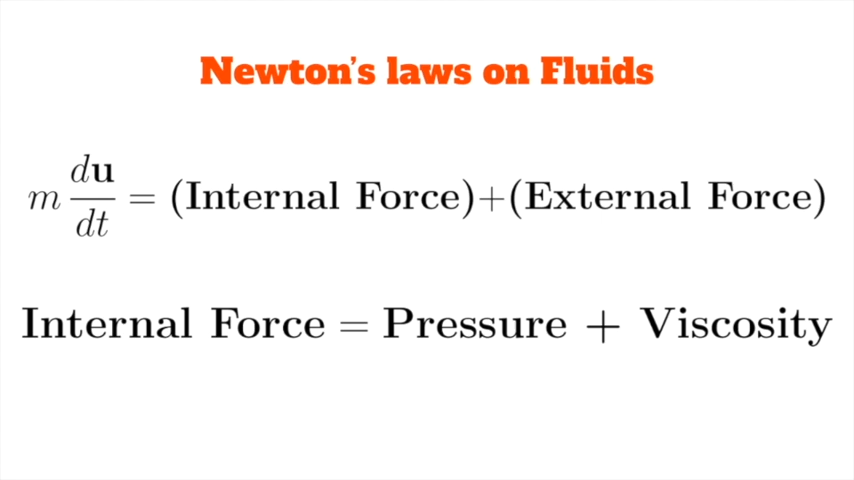 Newton's laws on Fluids
m du/dt = (Internal Force)+(External Force)
Internal Force = Pressure + Viscosity